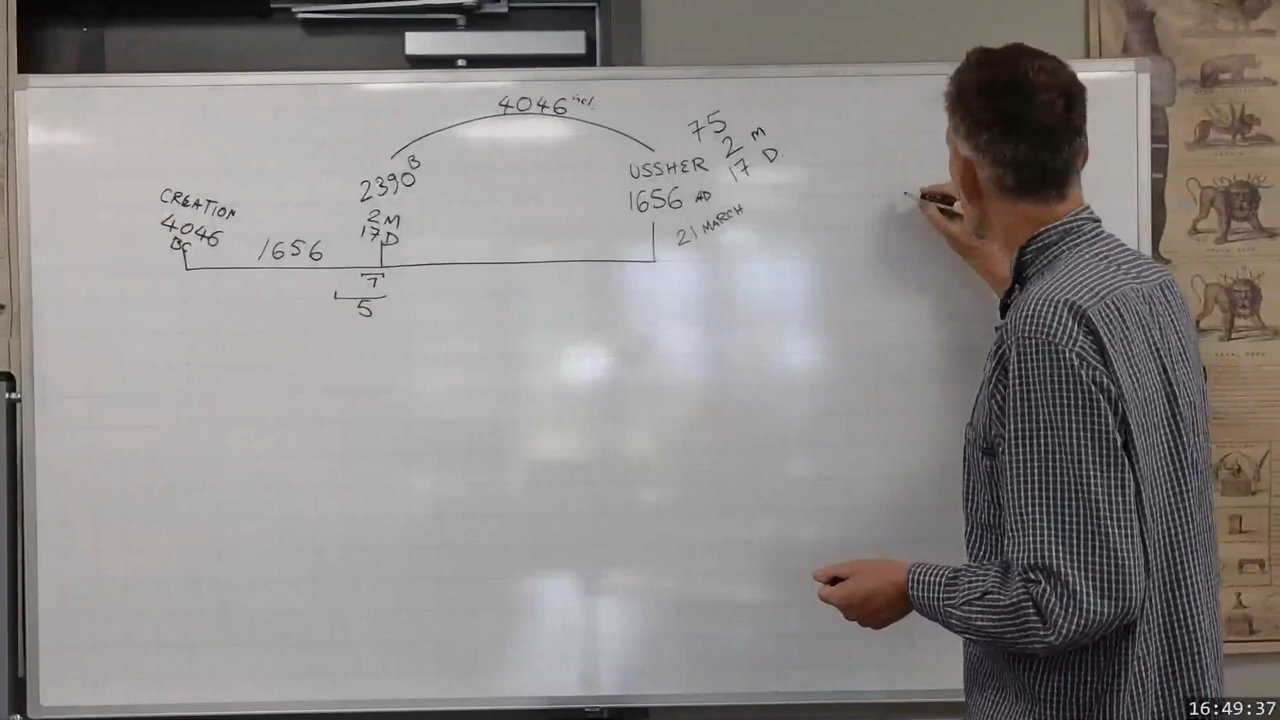 4046 incl.
75
2 M
17 D.
CREATION
4046
BC
1656
2390 B
2 M
17 D
7
5
USSHER
1656 AD
21 MARCH
16:49:37